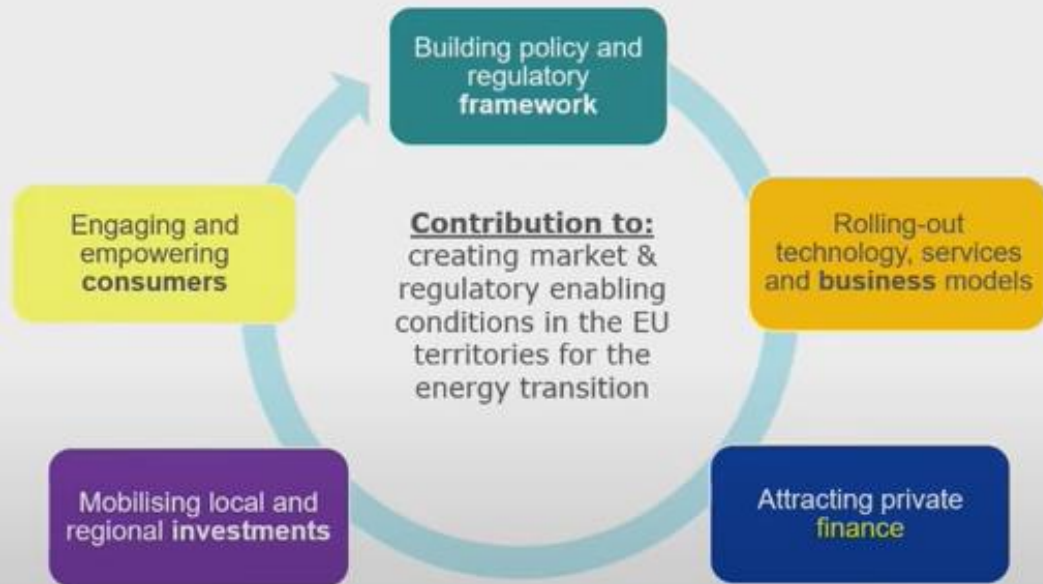 Building policy and
regulatory
framework
Engaging and
empowering
consumers
Contribution to:
creating market &
regulatory enabling
conditions in the EU
territories for the
energy transition
Rolling-out
technology, services
and business models
Mobilising local and
regional investments
Attracting private
finance